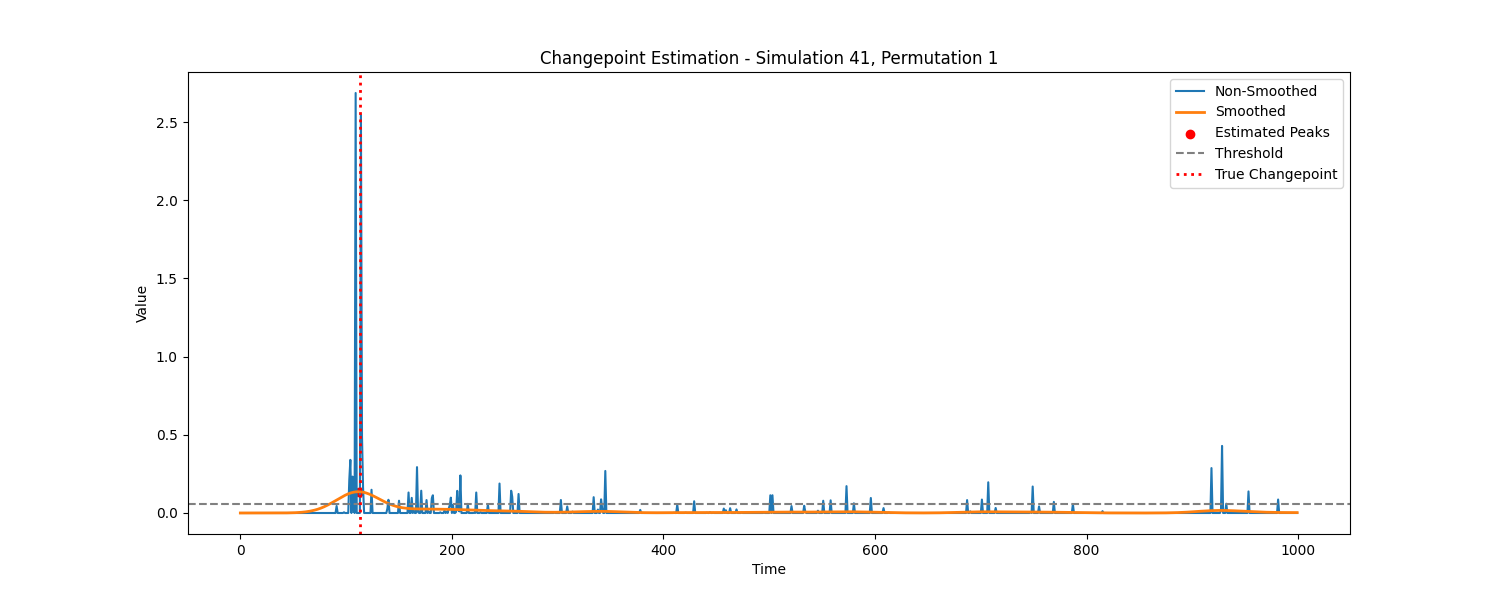 Changepoint Estimation - Simulation 41, Permutation 1
Non-Smoothed
Smoothed
Estimated Peaks
Threshold
True Changepoint
Value
2.5
2.0
1.5
1.0
0.5
0.0
0
200
400
600
800
1000
Time